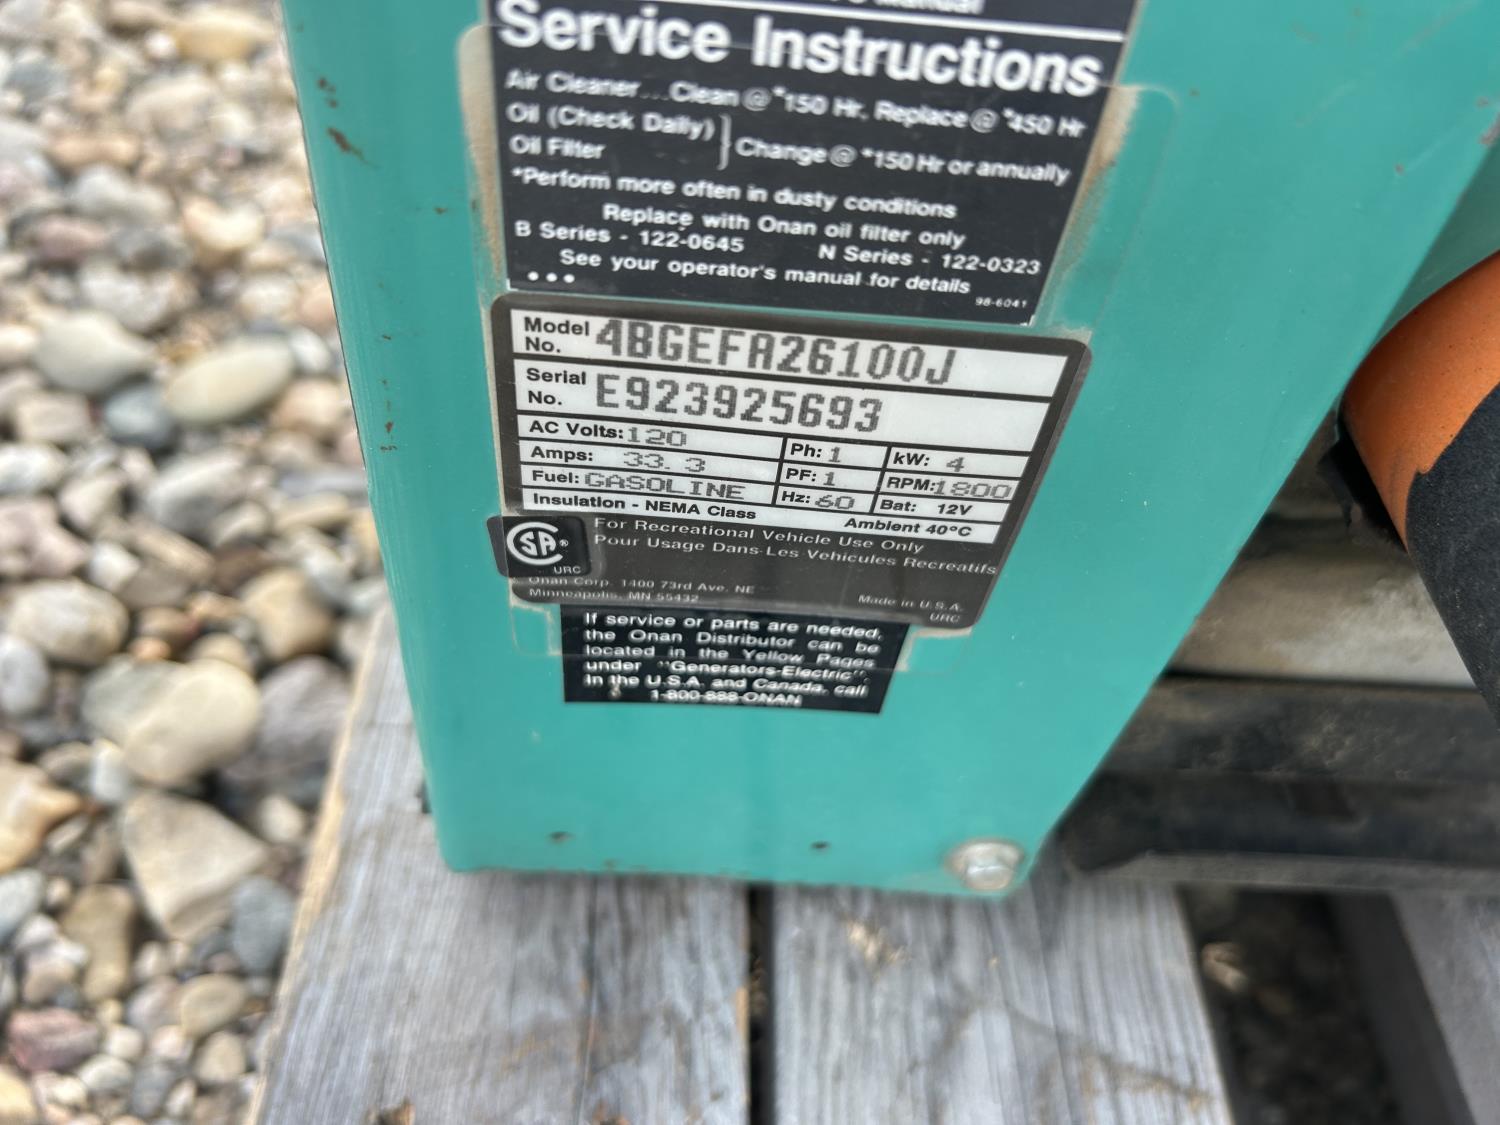 Manual
Service Instructions
Air Cleaner...Clean @ *150 Hr, Replace @ *450 Hr
Oil (Check Daily)
Oil Filter
Change @ *150 Hr or annually
*Perform more often in dusty conditions
Replace with Onan oil filter only
B Series - 122-0645 N Series - 122-0323
See your operator's manual for details
98-6041
Model No. 4BGEFA26100J
Serial No. E923925693
AC Volts: 120 Ph: 1 kW: 4
Amps: 33.3 PF: 1 RPM: 1800
Fuel: GASOLINE Hz: 60 Bat: 12V
Insulation - NEMA Class Ambient 40°C
SA ® URC
For Recreational Vehicle Use Only
Pour Usage Dans Les Vehicules Recreatifs
Onan Corp. 1400 73rd Ave. NE
Minneapolis, MN 55432 Made in U.S.A.
URC
If service or parts are needed,
the Onan Distributor can be
located in the Yellow Pages
under "Generators-Electric".
In the U.S.A. and Canada, call
1-800-888-ONAN